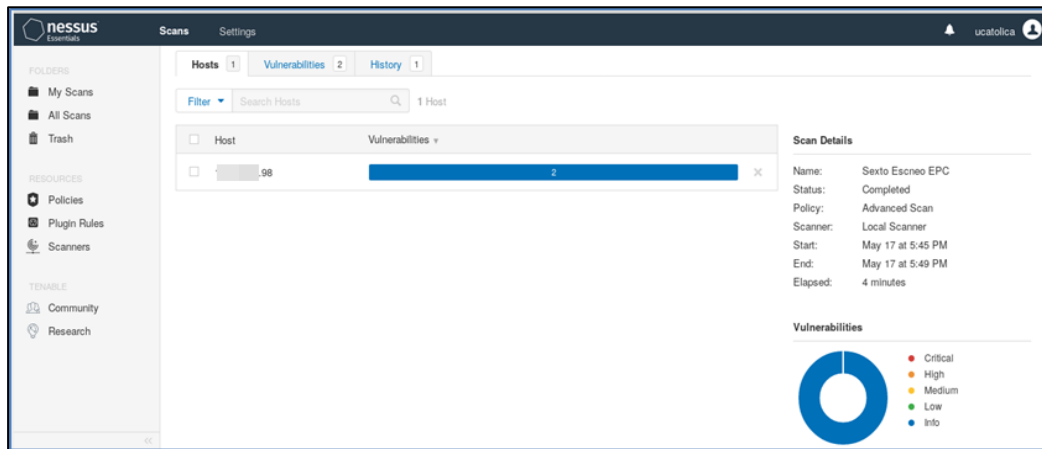 nessus Essentials Scans Settings ucatolica
FOLDERS
My Scans
All Scans
Trash
RESOURCES
Policies
Plugin Rules
Scanners
TENABLE
Community
Research
Hosts 1 Vulnerabilities 2 History 1
Filter Search Hosts 1 Host
Host Vulnerabilities
.98 2
Scan Details
Name: Sexto Escneo EPC
Status: Completed
Policy: Advanced Scan
Scanner: Local Scanner
Start: May 17 at 5:45 PM
End: May 17 at 5:49 PM
Elapsed: 4 minutes
Vulnerabilities
Critical
High
Medium
Low
Info